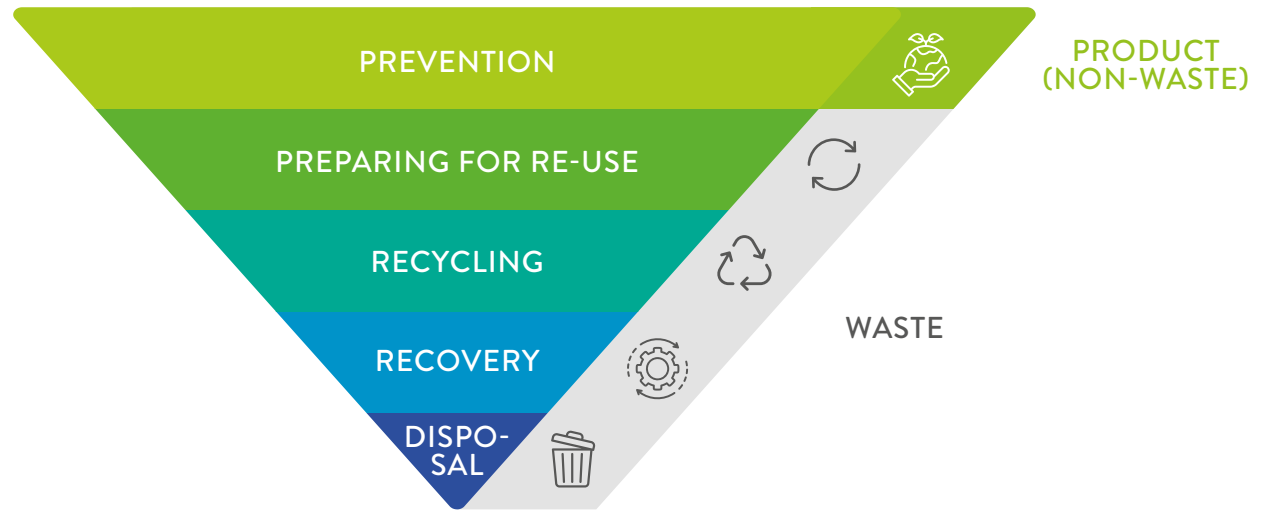 PREVENTION
PRODUCT
(NON-WASTE)
PREPARING FOR RE-USE
RECYCLING
WASTE
RECOVERY
DISPO-
SAL